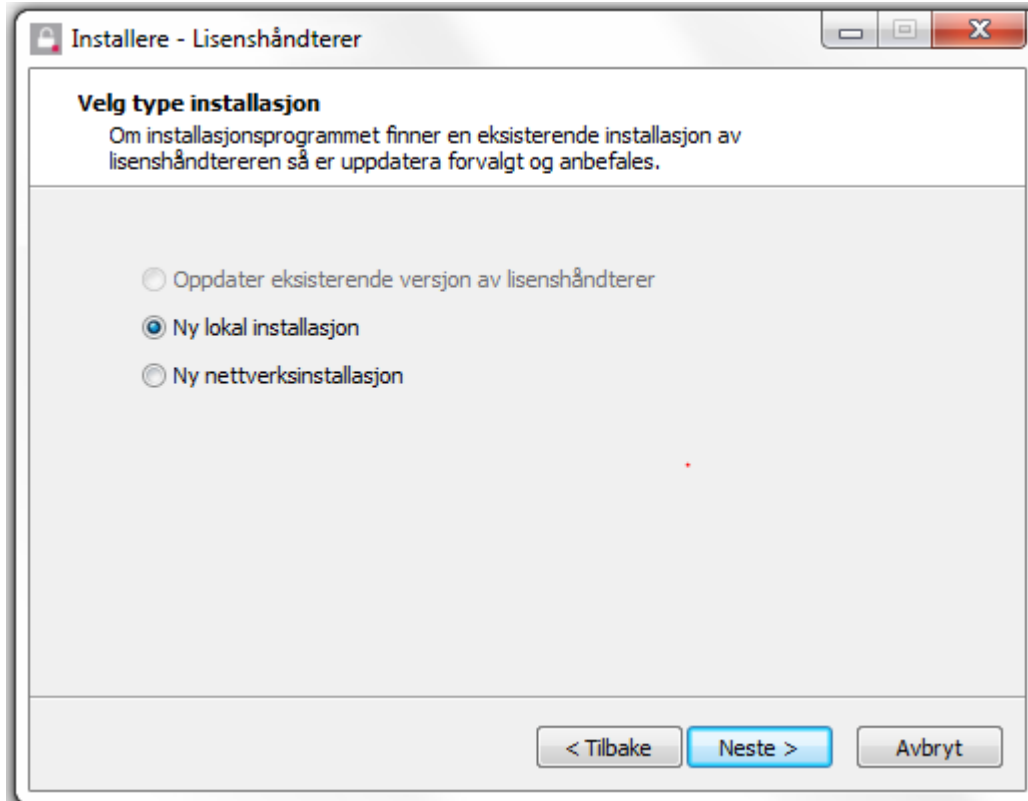 Installere - Lisenshåndterer
Velg type installasjon
Om installasjonsprogrammet finner en eksisterende installasjon av
lisenshåndtereren så er uppdatera forvalgt og anbefales.
Oppdater eksisterende versjon av lisenshåndterer
Ny lokal installasjon
Ny nettverksinstallasjon
< Tilbake
Neste >
Avbryt